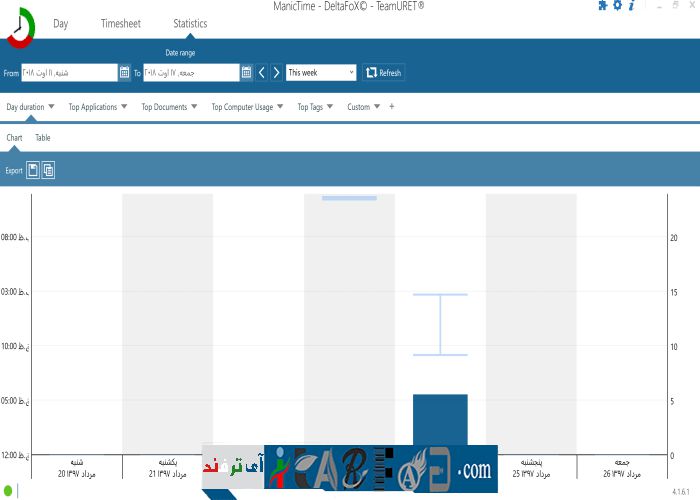 ManicTime - DeltaFoX© - TeamURET®
Day Timesheet Statistics
Date range
From شنبه, ۱۱ اوت ۲۰۱۸ To جمعه, ۱۷ اوت ۲۰۱۸ This week Refresh
Day duration Top Applications Top Documents Top Computer Usage Top Tags Custom +
Chart Table
Export
08:00 ب.ظ 20
03:00 ب.ظ 15
10:00 ق.ظ 10
05:00 ق.ظ 5
12:00 ق.ظ 0
شنبه یکشنبه پنجشنبه جمعه
20 مرداد ۱۳۹۷ 21 مرداد ۱۳۹۷ 25 مرداد ۱۳۹۷ 26 مرداد ۱۳۹۷
آی ترفند
.com
4.1.6.1